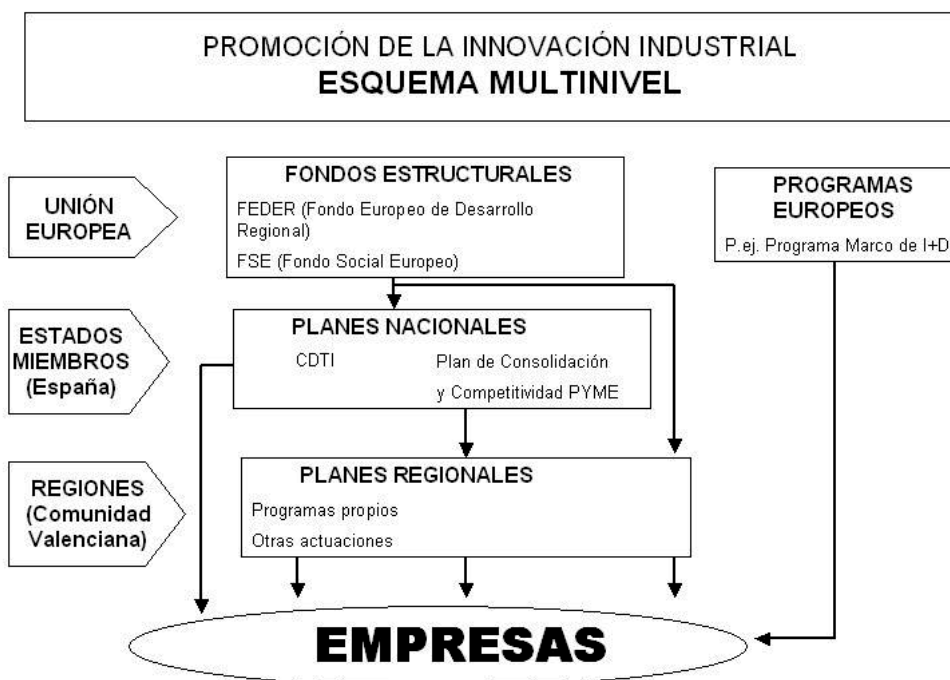 PROMOCIÓN DE LA INNOVACIÓN INDUSTRIAL
ESQUEMA MULTINIVEL
UNIÓN
EUROPEA
FONDOS ESTRUCTURALES
FEDER (Fondo Europeo de Desarrollo
Regional)
FSE (Fondo Social Europeo)
PROGRAMAS
EUROPEOS
P.ej. Programa Marco de I+D
ESTADOS
MIEMBROS
(España)
PLANES NACIONALES
CDTI
Plan de Consolidación
y Competitividad PYME
REGIONES
(Comunidad
Valenciana)
PLANES REGIONALES
Programas propios
Otras actuaciones
EMPRESAS